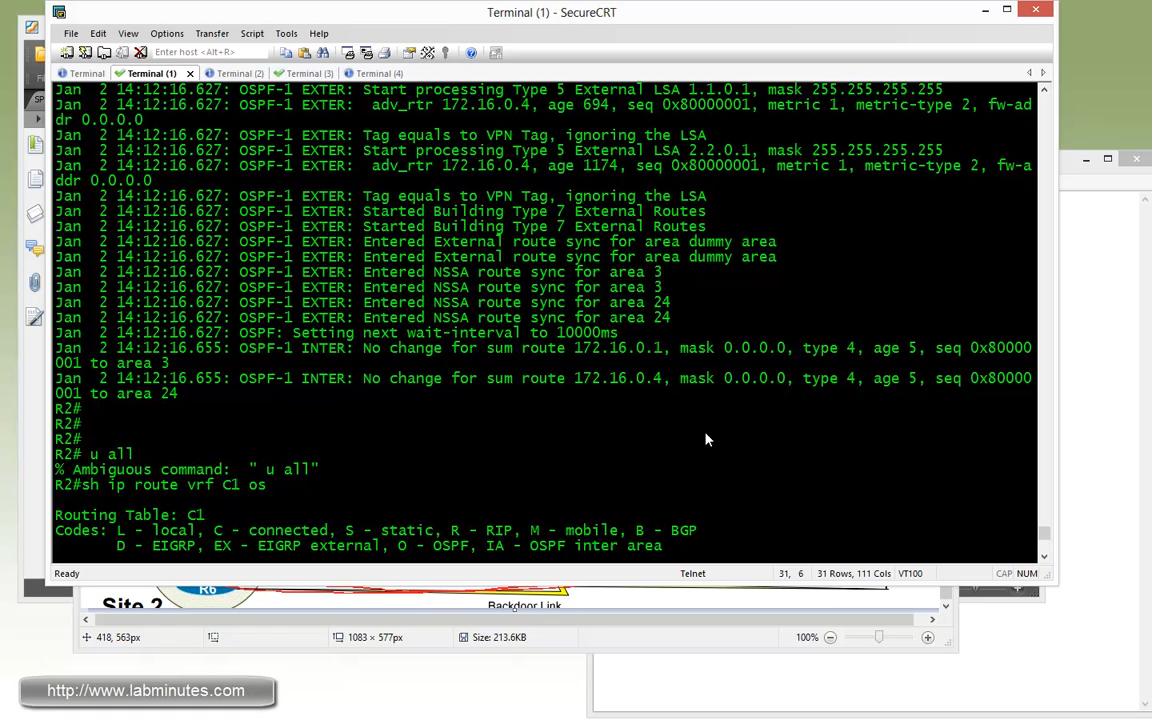 Terminal (1) - SecureCRT
File Edit View Options Transfer Script Tools Help
Enter host <Alt+R>
Terminal Terminal (1) Terminal (2) Terminal (3) Terminal (4)
Jan  2 14:12:16.627: OSPF-1 EXTER: Start processing Type 5 External LSA 1.1.0.1, mask 255.255.255.255
Jan  2 14:12:16.627: OSPF-1 EXTER:  adv_rtr 172.16.0.4, age 694, seq 0x80000001, metric 1, metric-type 2, fw-ad
dr 0.0.0.0
Jan  2 14:12:16.627: OSPF-1 EXTER: Tag equals to VPN Tag, ignoring the LSA
Jan  2 14:12:16.627: OSPF-1 EXTER: Start processing Type 5 External LSA 2.2.0.1, mask 255.255.255.255
Jan  2 14:12:16.627: OSPF-1 EXTER:  adv_rtr 172.16.0.4, age 1174, seq 0x80000001, metric 1, metric-type 2, fw-a
ddr 0.0.0.0
Jan  2 14:12:16.627: OSPF-1 EXTER: Tag equals to VPN Tag, ignoring the LSA
Jan  2 14:12:16.627: OSPF-1 EXTER: Started Building Type 7 External Routes
Jan  2 14:12:16.627: OSPF-1 EXTER: Started Building Type 7 External Routes
Jan  2 14:12:16.627: OSPF-1 EXTER: Entered External route sync for area dummy area
Jan  2 14:12:16.627: OSPF-1 EXTER: Entered External route sync for area dummy area
Jan  2 14:12:16.627: OSPF-1 EXTER: Entered NSSA route sync for area 3
Jan  2 14:12:16.627: OSPF-1 EXTER: Entered NSSA route sync for area 3
Jan  2 14:12:16.627: OSPF-1 EXTER: Entered NSSA route sync for area 24
Jan  2 14:12:16.627: OSPF-1 EXTER: Entered NSSA route sync for area 24
Jan  2 14:12:16.627: OSPF: Setting next wait-interval to 10000ms
Jan  2 14:12:16.655: OSPF-1 INTER: No change for sum route 172.16.0.1, mask 0.0.0.0, type 4, age 5, seq 0x80000
001 to area 3
Jan  2 14:12:16.655: OSPF-1 INTER: No change for sum route 172.16.0.4, mask 0.0.0.0, type 4, age 5, seq 0x80000
001 to area 24
R2#
R2#
R2#
R2# u all
% Ambiguous command:  " u all"
R2#sh ip route vrf C1 os
Routing Table: C1
Codes: L - local, C - connected, S - static, R - RIP, M - mobile, B - BGP
D - EIGRP, EX - EIGRP external, O - OSPF, IA - OSPF inter area
Ready Telnet 31, 6 31 Rows, 111 Cols VT100 CAP NUM
R6
Site 2
Backdoor Link
418, 563px 1083 × 577px Size: 213.6KB 100%
http://www.labminutes.com